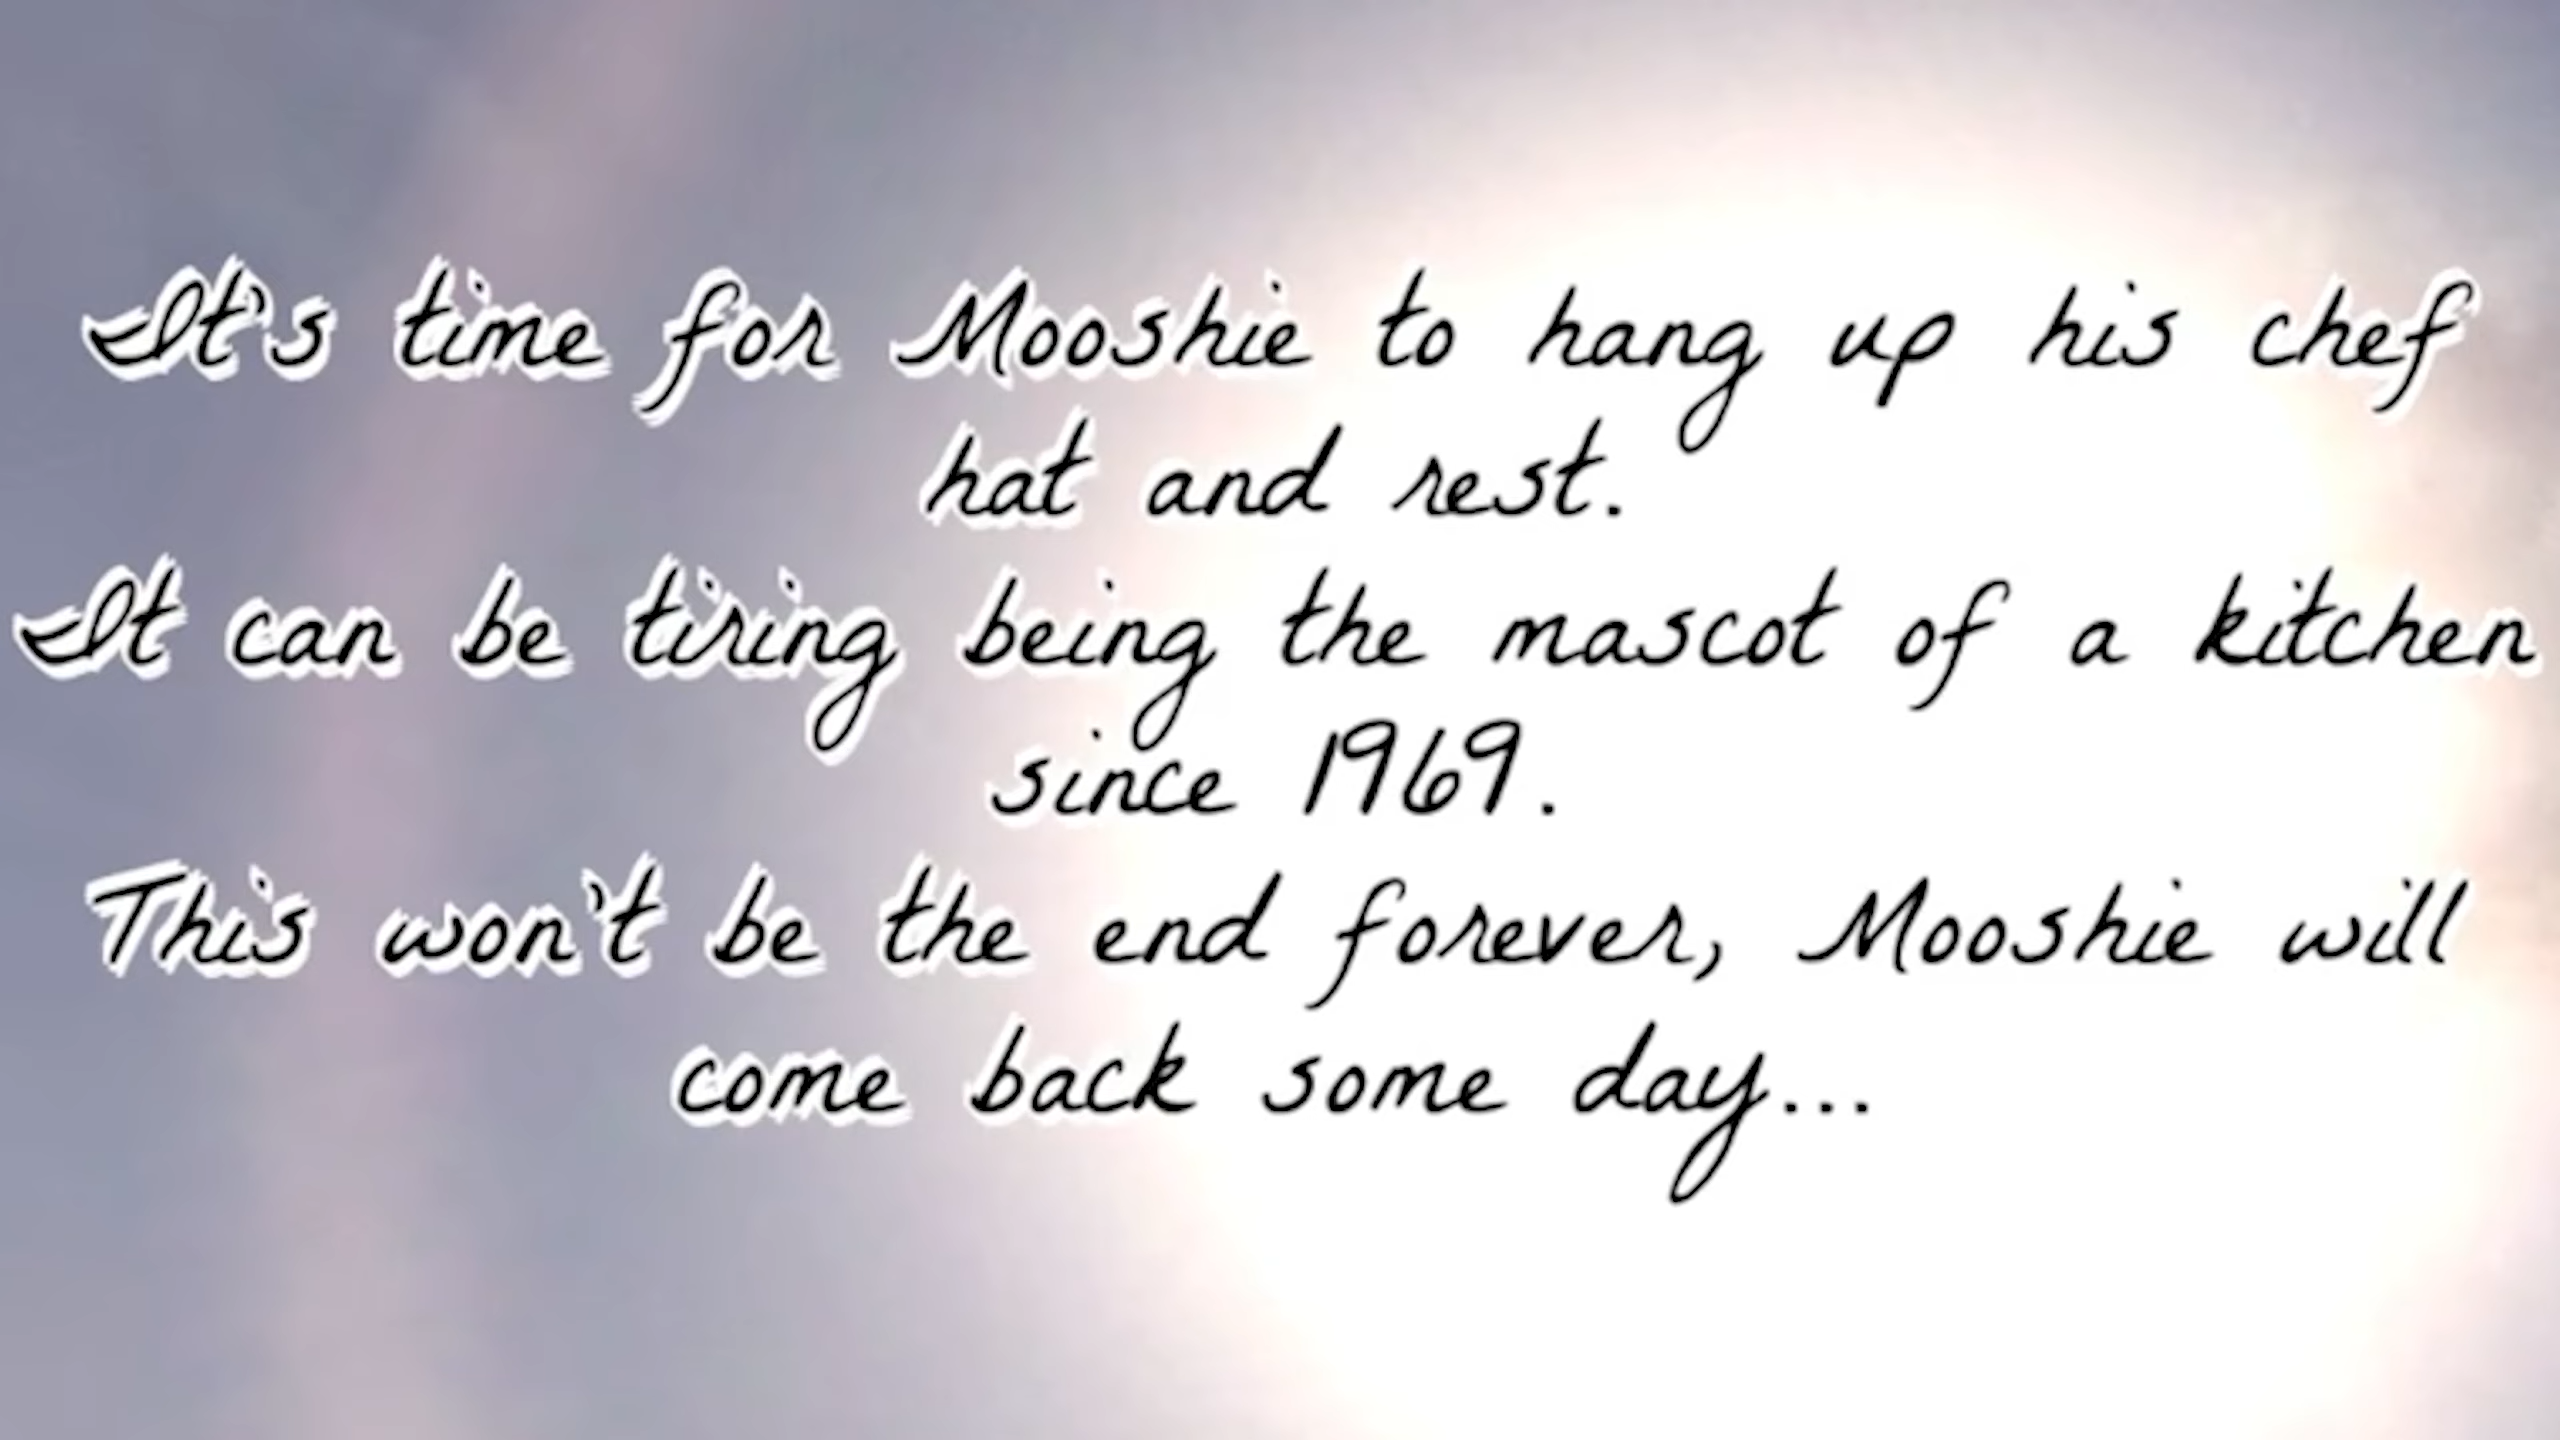 It's time for Mooshie to hang up his chef
hat and rest.
It can be tiring being the mascot of a kitchen
since 1969.
This won't be the end forever, Mooshie will
come back some day...